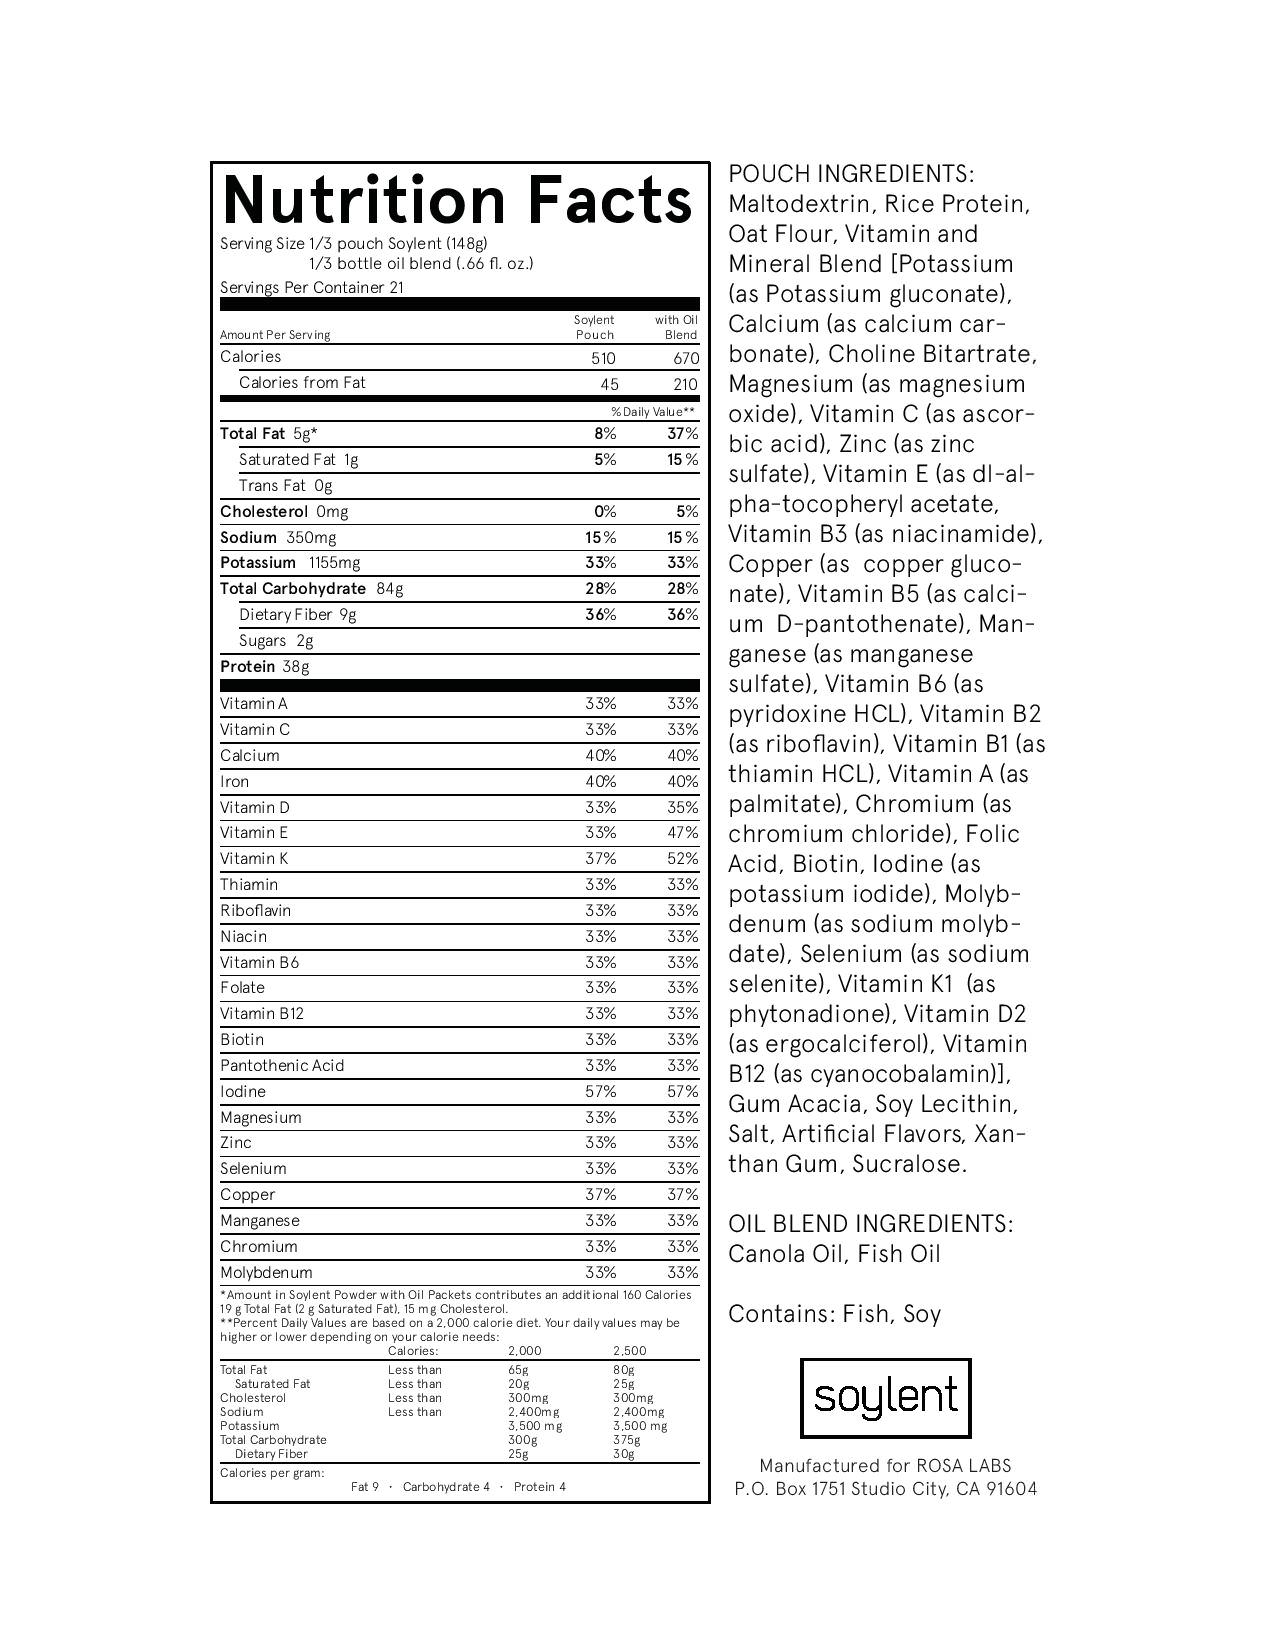 Nutrition Facts
Serving Size 1/3 pouch Soylent (148g)
1/3 bottle oil blend (.66 fl. oz.)
Servings Per Container 21
Soylent with Oil
Amount Per Serving Pouch Blend
Calories 510 670
Calories from Fat 45 210
% Daily Value**
Total Fat 5g* 8% 37%
Saturated Fat 1g 5% 15%
Trans Fat 0g
Cholesterol 0mg 0% 5%
Sodium 350mg 15% 15%
Potassium 1155mg 33% 33%
Total Carbohydrate 84g 28% 28%
Dietary Fiber 9g 36% 36%
Sugars 2g
Protein 38g
Vitamin A 33% 33%
Vitamin C 33% 33%
Calcium 40% 40%
Iron 40% 40%
Vitamin D 33% 35%
Vitamin E 33% 47%
Vitamin K 37% 52%
Thiamin 33% 33%
Riboflavin 33% 33%
Niacin 33% 33%
Vitamin B6 33% 33%
Folate 33% 33%
Vitamin B12 33% 33%
Biotin 33% 33%
Pantothenic Acid 33% 33%
Iodine 57% 57%
Magnesium 33% 33%
Zinc 33% 33%
Selenium 33% 33%
Copper 37% 37%
Manganese 33% 33%
Chromium 33% 33%
Molybdenum 33% 33%
*Amount in Soylent Powder with Oil Packets contributes an additional 160 Calories
19 g Total Fat (2 g Saturated Fat), 15 mg Cholesterol.
**Percent Daily Values are based on a 2,000 calorie diet. Your daily values may be
higher or lower depending on your calorie needs:
Calories: 2,000 2,500
Total Fat Less than 65g 80g
Saturated Fat Less than 20g 25g
Cholesterol Less than 300mg 300mg
Sodium Less than 2,400mg 2,400mg
Potassium 3,500 mg 3,500 mg
Total Carbohydrate 300g 375g
Dietary Fiber 25g 30g
Calories per gram:
Fat 9 · Carbohydrate 4 · Protein 4
POUCH INGREDIENTS:
Maltodextrin, Rice Protein,
Oat Flour, Vitamin and
Mineral Blend [Potassium
(as Potassium gluconate),
Calcium (as calcium car-
bonate), Choline Bitartrate,
Magnesium (as magnesium
oxide), Vitamin C (as ascor-
bic acid), Zinc (as zinc
sulfate), Vitamin E (as dl-al-
pha-tocopheryl acetate,
Vitamin B3 (as niacinamide),
Copper (as copper gluco-
nate), Vitamin B5 (as calci-
um D-pantothenate), Man-
ganese (as manganese
sulfate), Vitamin B6 (as
pyridoxine HCL), Vitamin B2
(as riboflavin), Vitamin B1 (as
thiamin HCL), Vitamin A (as
palmitate), Chromium (as
chromium chloride), Folic
Acid, Biotin, Iodine (as
potassium iodide), Molyb-
denum (as sodium molyb-
date), Selenium (as sodium
selenite), Vitamin K1 (as
phytonadione), Vitamin D2
(as ergocalciferol), Vitamin
B12 (as cyanocobalamin)],
Gum Acacia, Soy Lecithin,
Salt, Artificial Flavors, Xan-
than Gum, Sucralose.
OIL BLEND INGREDIENTS:
Canola Oil, Fish Oil
Contains: Fish, Soy
soylent
Manufactured for ROSA LABS
P.O. Box 1751 Studio City, CA 91604